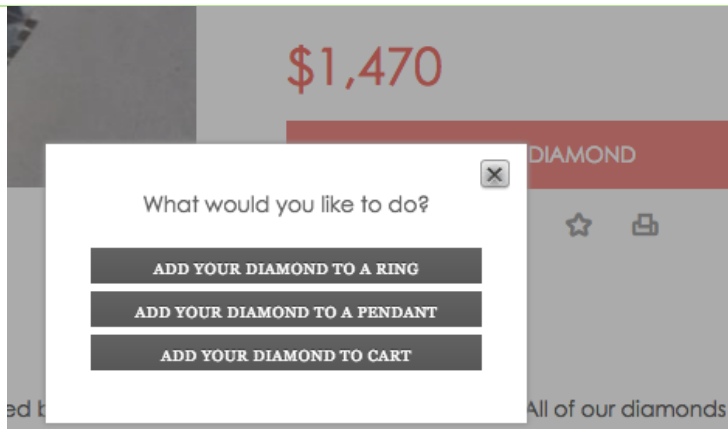 $1,470
DIAMOND
What would you like to do?
ADD YOUR DIAMOND TO A RING
ADD YOUR DIAMOND TO A PENDANT
ADD YOUR DIAMOND TO CART
All of our diamonds